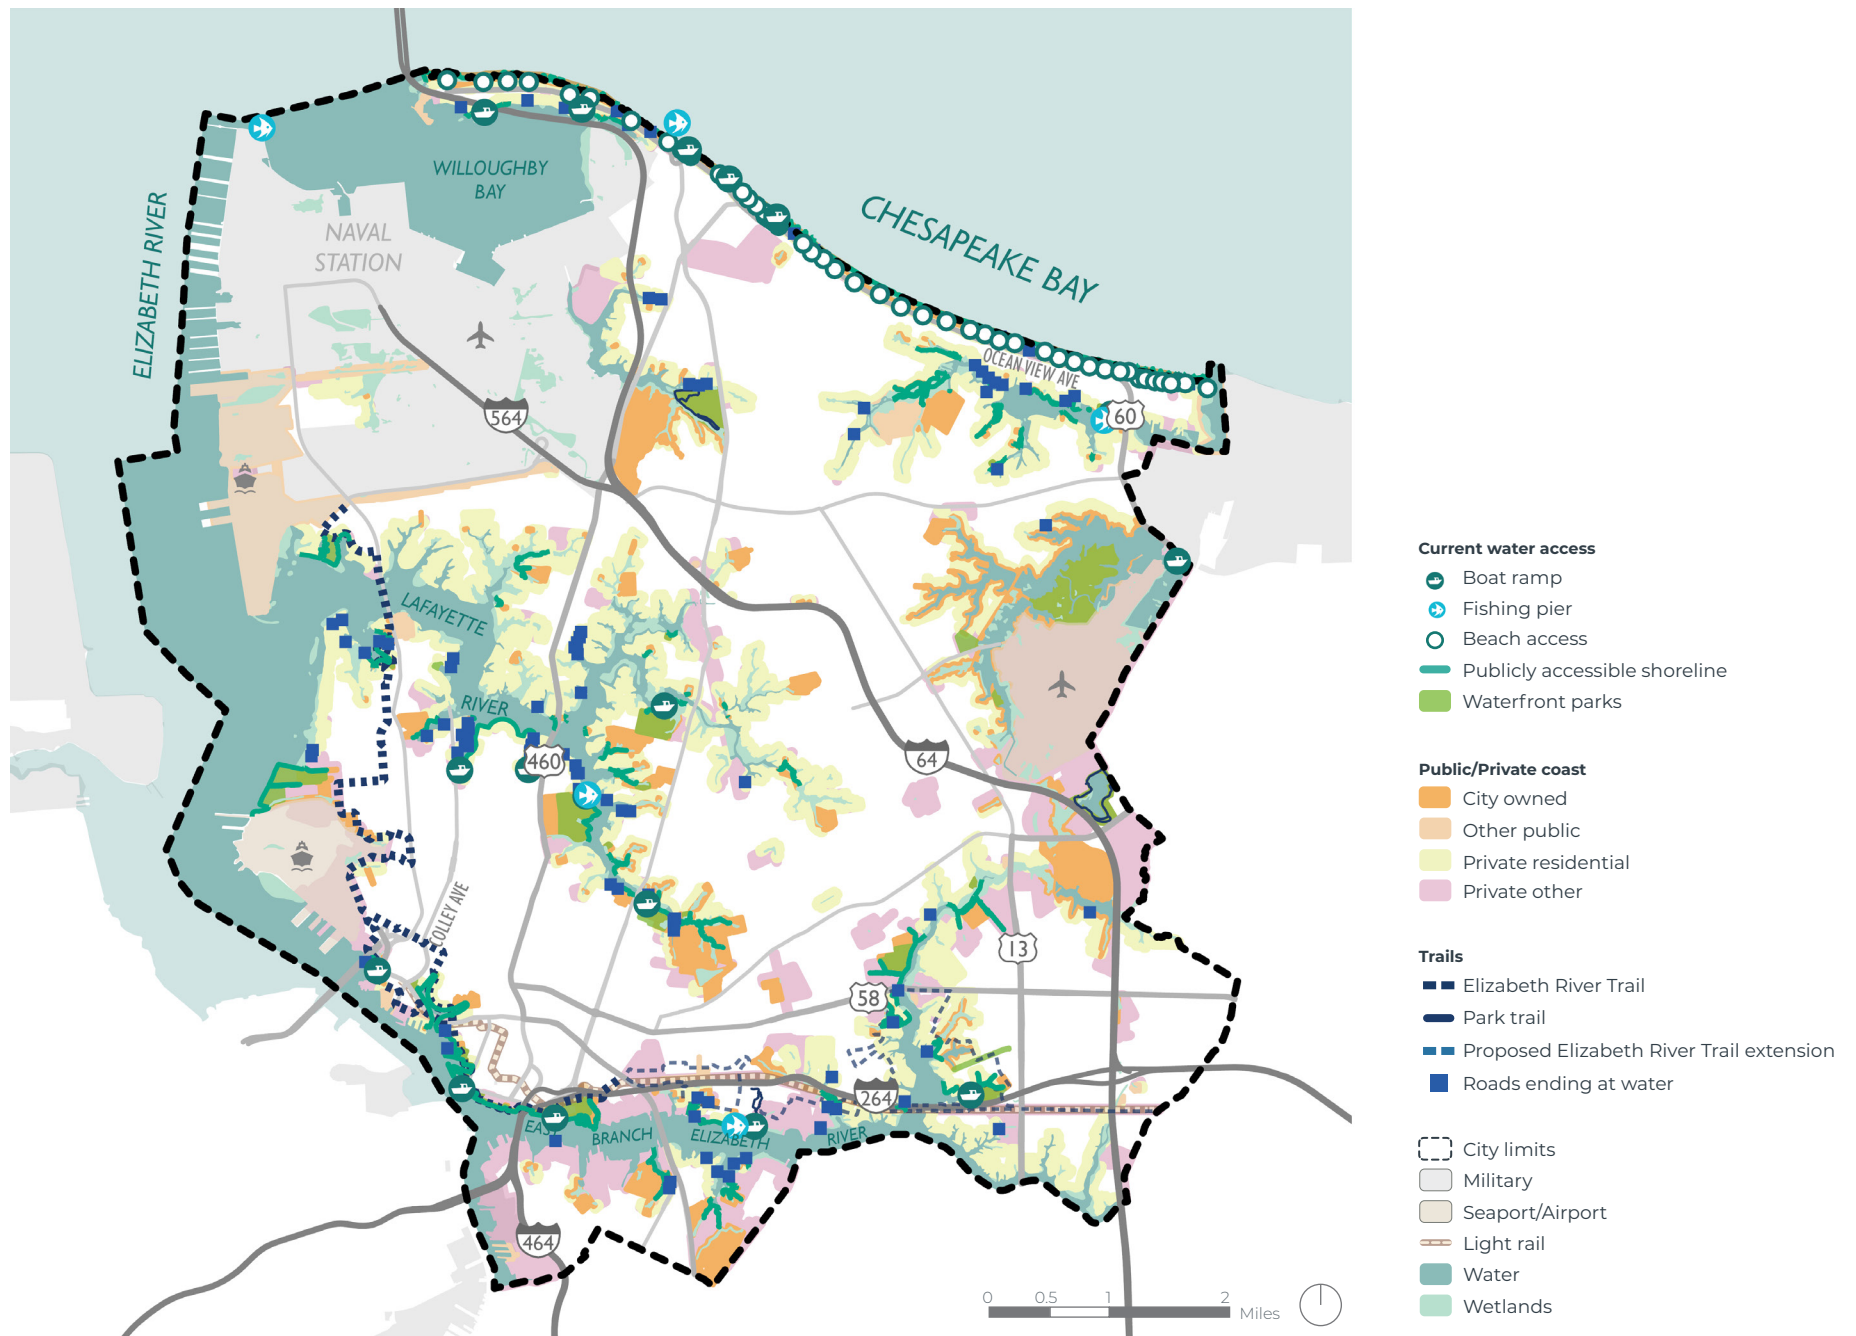 WILLOUGHBY
BAY
NAVAL
STATION
ELIZABETH RIVER
CHESAPEAKE BAY
OCEAN VIEW AVE
564
60
LAFAYETTE
RIVER
460
64
COLLEY AVE
13
58
264
EAST
BRANCH
ELIZABETH
RIVER
464
0
0.5
1
2
Miles
Current water access
Boat ramp
Fishing pier
Beach access
Publicly accessible shoreline
Waterfront parks
Public/Private coast
City owned
Other public
Private residential
Private other
Trails
Elizabeth River Trail
Park trail
Proposed Elizabeth River Trail extension
Roads ending at water
City limits
Military
Seaport/Airport
Light rail
Water
Wetlands